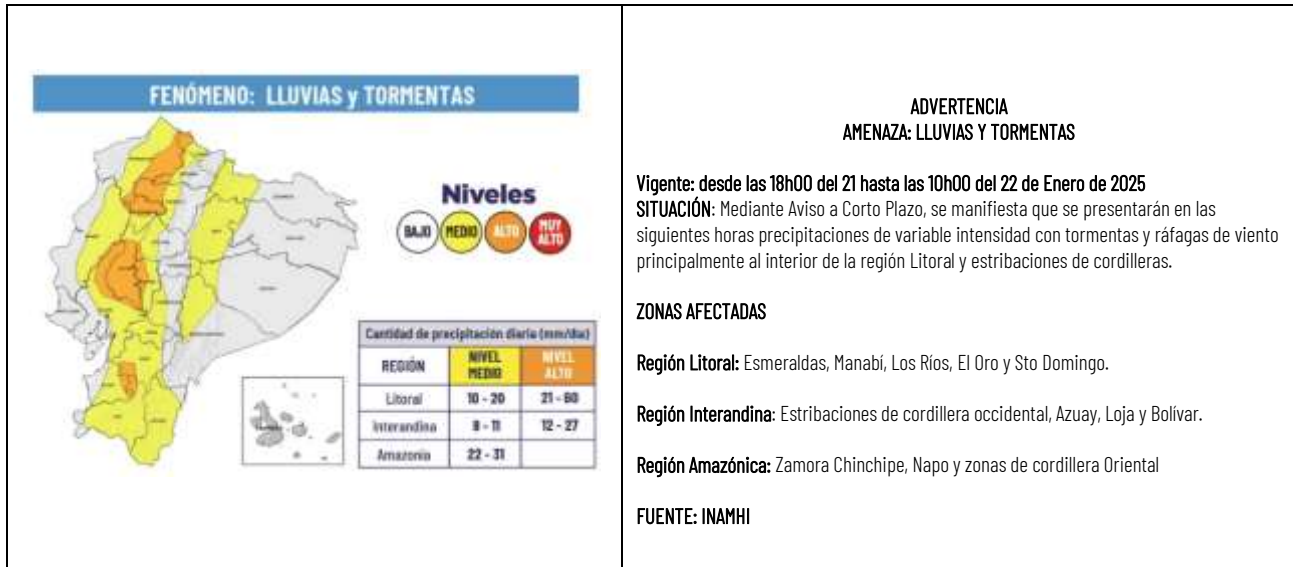 FENÓMENO: LLUVIAS y TORMENTAS
Niveles
BAJO MEDIO ALTO MUY ALTO
Cantidad de precipitación diaria (mm/día)
REGIÓN NIVEL MEDIO NIVEL ALTO
Litoral 10 - 20 21 - 60
Interandina 8 - 11 12 - 27
Amazonía 22 - 31
ADVERTENCIA
AMENAZA: LLUVIAS Y TORMENTAS
Vigente: desde las 18h00 del 21 hasta las 10h00 del 22 de Enero de 2025
SITUACIÓN: Mediante Aviso a Corto Plazo, se manifiesta que se presentarán en las
siguientes horas precipitaciones de variable intensidad con tormentas y ráfagas de viento
principalmente al interior de la región Litoral y estribaciones de cordilleras.
ZONAS AFECTADAS
Región Litoral: Esmeraldas, Manabí, Los Ríos, El Oro y Sto Domingo.
Región Interandina: Estribaciones de cordillera occidental, Azuay, Loja y Bolívar.
Región Amazónica: Zamora Chinchipe, Napo y zonas de cordillera Oriental
FUENTE: INAMHI